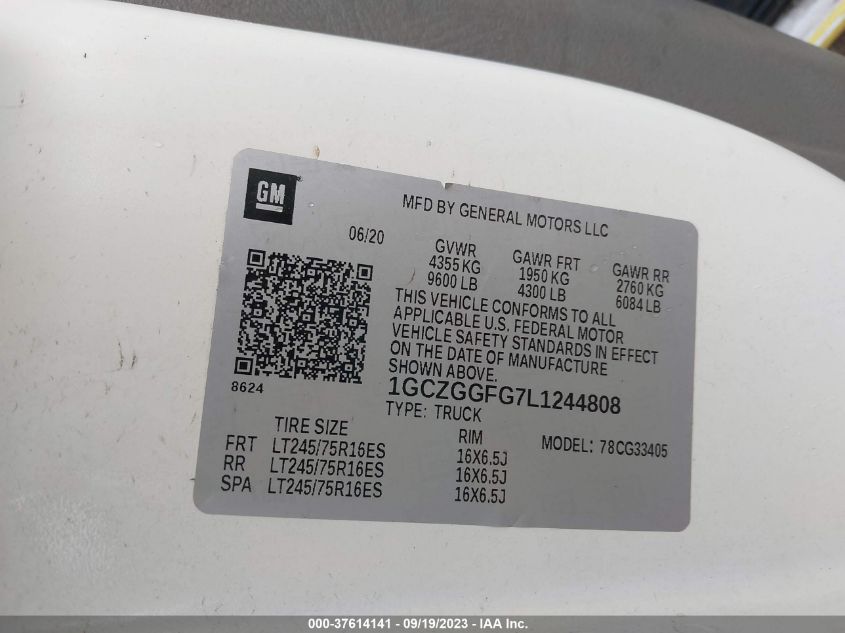 GM
MFD BY GENERAL MOTORS LLC
06/20
GVWR GAWR FRT GAWR RR
4355 KG 1950 KG 2760 KG
9600 LB 4300 LB 6084 LB
THIS VEHICLE CONFORMS TO ALL
APPLICABLE U.S. FEDERAL MOTOR
VEHICLE SAFETY STANDARDS IN EFFECT
ON THE DATE OF MANUFACTURE
SHOWN ABOVE.
8624
1GCZGGFG7L1244808
TYPE: TRUCK
TIRE SIZE RIM MODEL: 78CG33405
FRT LT245/75R16ES 16X6.5J
RR LT245/75R16ES 16X6.5J
SPA LT245/75R16ES 16X6.5J
000-37614141 - 09/19/2023 - IAA Inc.